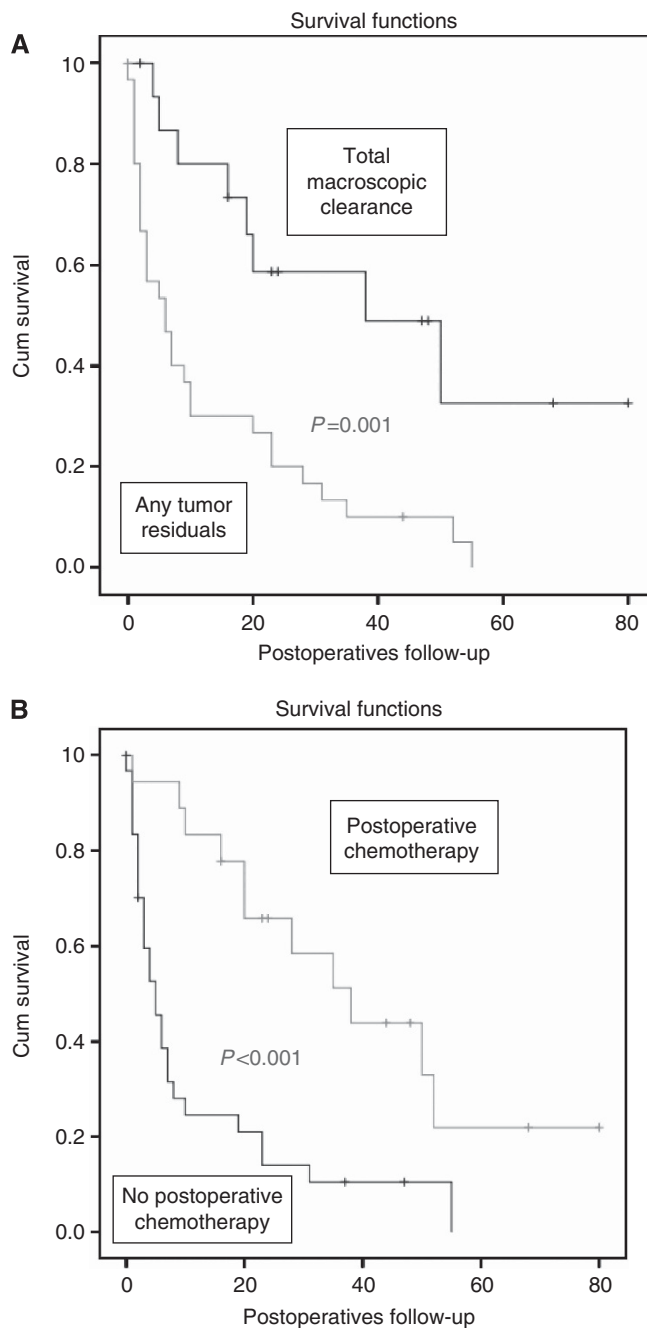 A
Survival functions
10
0.8
0.6
0.4
0.2
0.0
Cum survival
Total
macroscopic
clearance
P=0.001
Any tumor
residuals
0 20 40 60 80
Postoperatives follow-up
B
Survival functions
10
0.8
0.6
0.4
0.2
0.0
Cum survival
Postoperative
chemotherapy
P<0.001
No postoperative
chemotherapy
0 20 40 60 80
Postoperatives follow-up